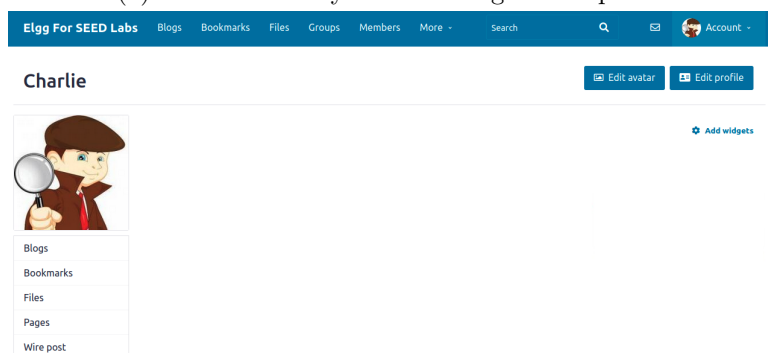 Elgg For SEED Labs Blogs Bookmarks Files Groups Members More Search Account
Charlie Edit avatar Edit profile
Add widgets
Blogs
Bookmarks
Files
Pages
Wire post